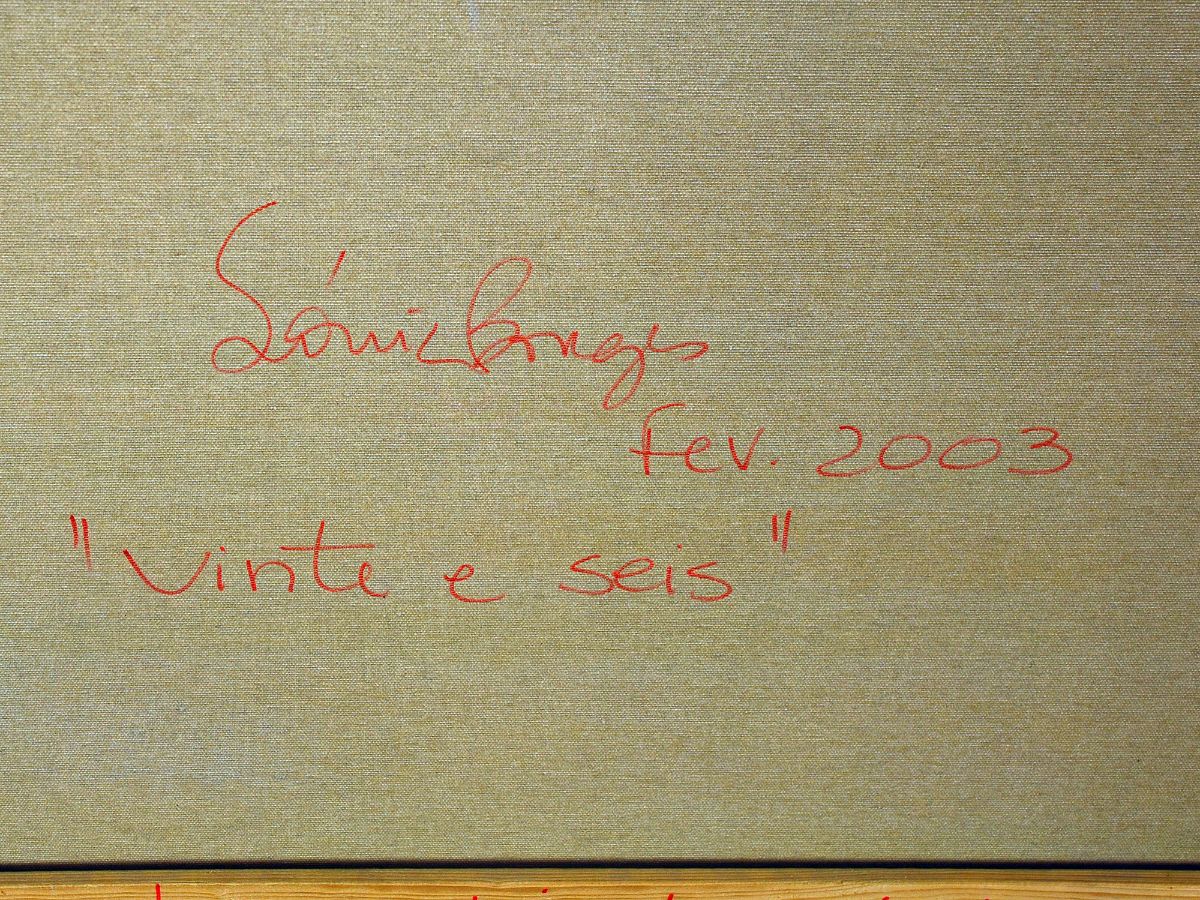 Sónia Borges
Fev. 2003
"vinte e seis"